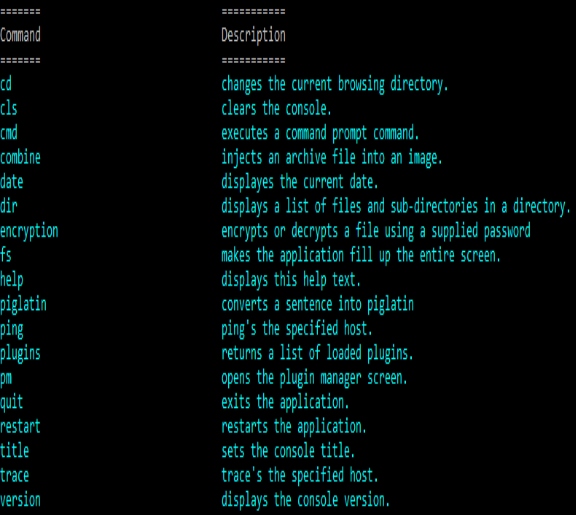 ======= ===========
Command Description
======= ===========
cd changes the current browsing directory.
cls clears the console.
cmd executes a command prompt command.
combine injects an archive file into an image.
date displayes the current date.
dir displays a list of files and sub-directories in a directory.
encryption encrypts or decrypts a file using a supplied password
fs makes the application fill up the entire screen.
help displays this help text.
piglatin converts a sentence into piglatin
ping ping's the specified host.
plugins returns a list of loaded plugins.
pm opens the plugin manager screen.
quit exits the application.
restart restarts the application.
title sets the console title.
trace trace's the specified host.
version displays the console version.